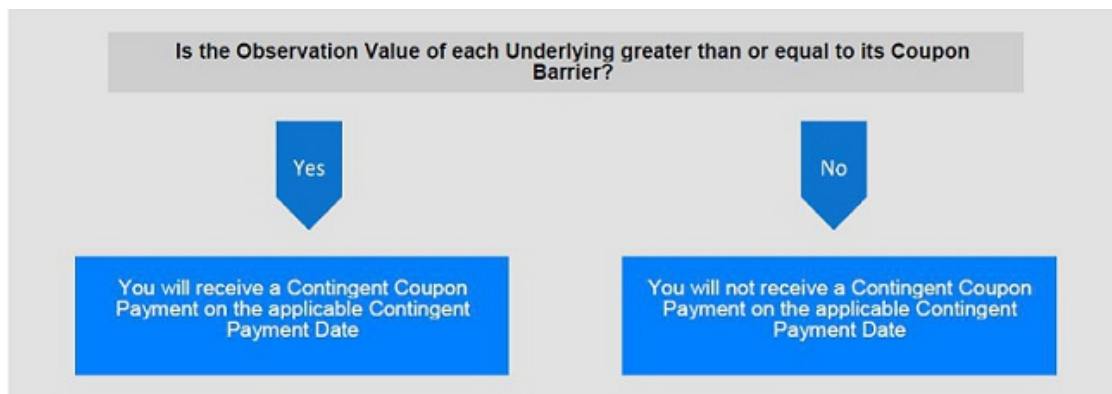 Is the Observation Value of each Underlying greater than or equal to its Coupon
Barrier?
Yes
No
You will receive a Contingent Coupon
Payment on the applicable Contingent
Payment Date
You will not receive a Contingent Coupon
Payment on the applicable Contingent
Payment Date